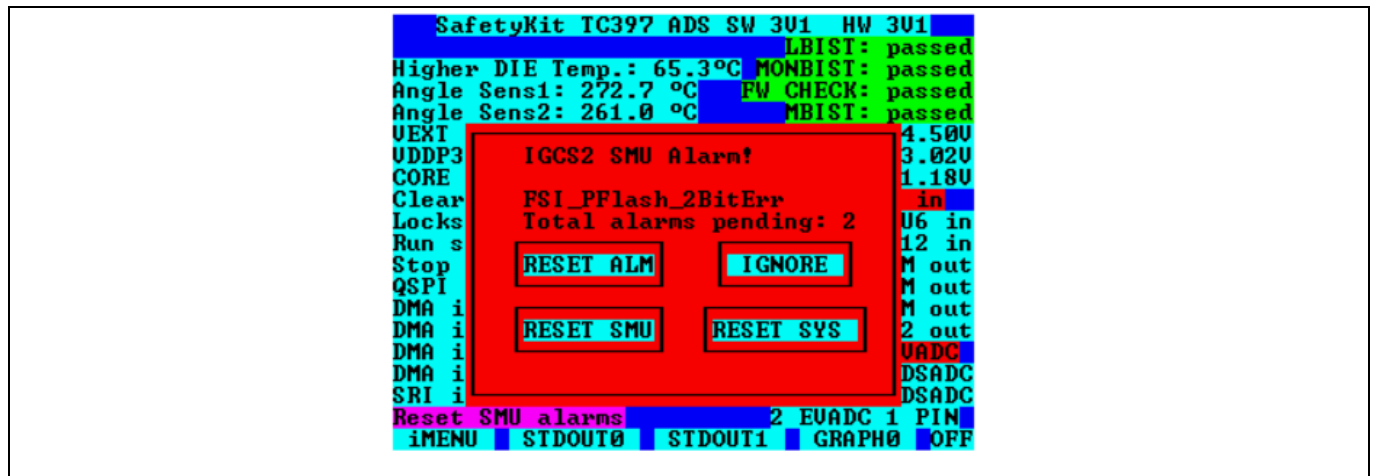 SafetyKit TC397 ADS SW 3V1 HW 3V1
LBIST: passed
Higher DIE Temp.: 65.3ºC MONBIST: passed
Angle Sens1: 272.7 ºC FW CHECK: passed
Angle Sens2: 261.0 ºC MBIST: passed
VEXT 4.50V
VDDP3 IGCS2 SMU Alarm! 3.02V
CORE 1.18V
Clear FSI_PFlash_2BitErr in
Locks Total alarms pending: 2 U6 in
Run s 12 in
Stop RESET ALM IGNORE M out
QSPI M out
DMA i M out
DMA i RESET SMU RESET SYS 2 out
DMA i VADC
DMA i DSADC
SRI i DSADC
Reset SMU alarms 2 EVADC 1 PIN
iMENU STDOUT0 STDOUT1 GRAPH0 OFF